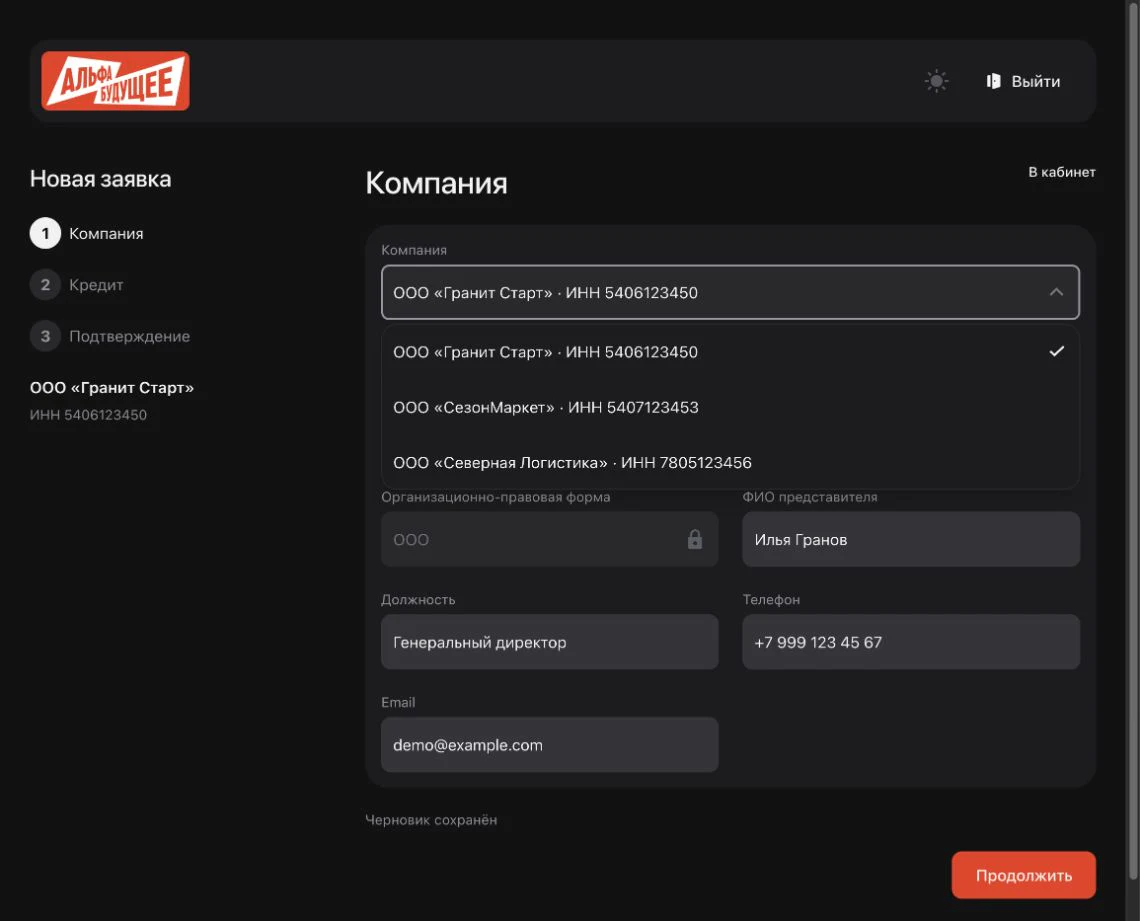 АЛЬФА
БУДУЩЕЕ
Выйти
Новая заявка
1 Компания
2 Кредит
3 Подтверждение
ООО «Гранит Старт»
ИНН 5406123450
Компания
В кабинет
Компания
ООО «Гранит Старт» · ИНН 5406123450
ООО «Гранит Старт» · ИНН 5406123450
ООО «СезонМаркет» · ИНН 5407123453
ООО «Северная Логистика» · ИНН 7805123456
Организационно-правовая форма
ООО
ФИО представителя
Илья Гранов
Должность
Генеральный директор
Телефон
+7 999 123 45 67
Email
demo@example.com
Черновик сохранён
Продолжить